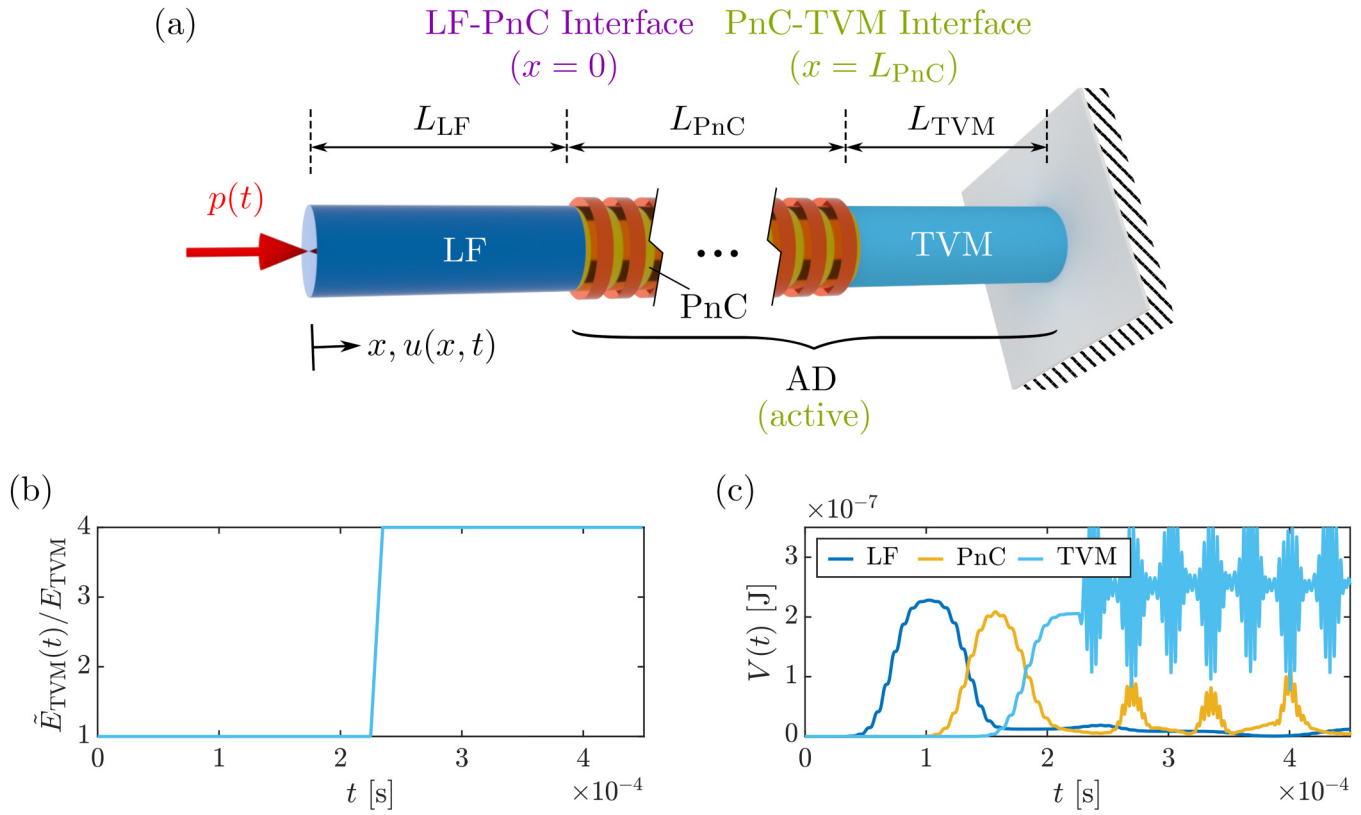 (a)
LF-PnC Interface
(x = 0)
PnC-TVM Interface
(x = L_PnC)
L_LF
L_PnC
L_TVM
p(t)
LF
...
TVM
PnC
x, u(x, t)
AD
(active)
(b)
4
3
2
1
Ẽ_TVM(t)/E_TVM
0
1
2
3
4
t [s]
×10⁻⁴
(c)
×10⁻⁷
LF
PnC
TVM
3
2
1
0
V(t) [J]
0
1
2
3
4
t [s]
×10⁻⁴